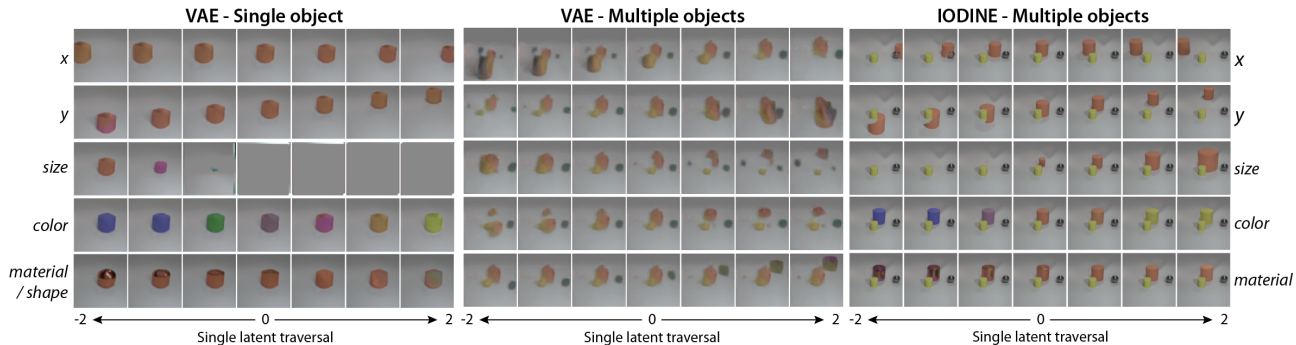 VAE - Single object
VAE - Multiple objects
IODINE - Multiple objects
x
x
y
y
size
size
color
color
material
/ shape
material
-2
0
2
-2
0
2
-2
0
2
Single latent traversal
Single latent traversal
Single latent traversal